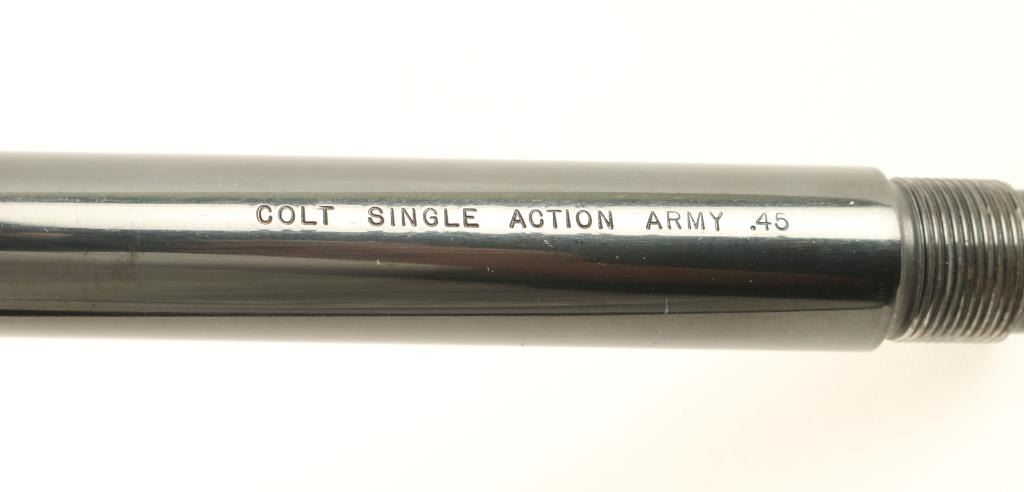 COLT SINGLE ACTION ARMY .45